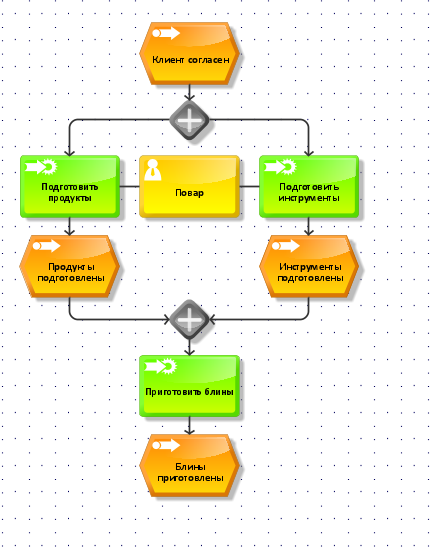 Клиент согласен
Подготовить
продукты
Повар
Подготовить
инструменты
Продукты
подготовлены
Инструменты
подготовлены
Приготовить блины
Блины
приготовлены